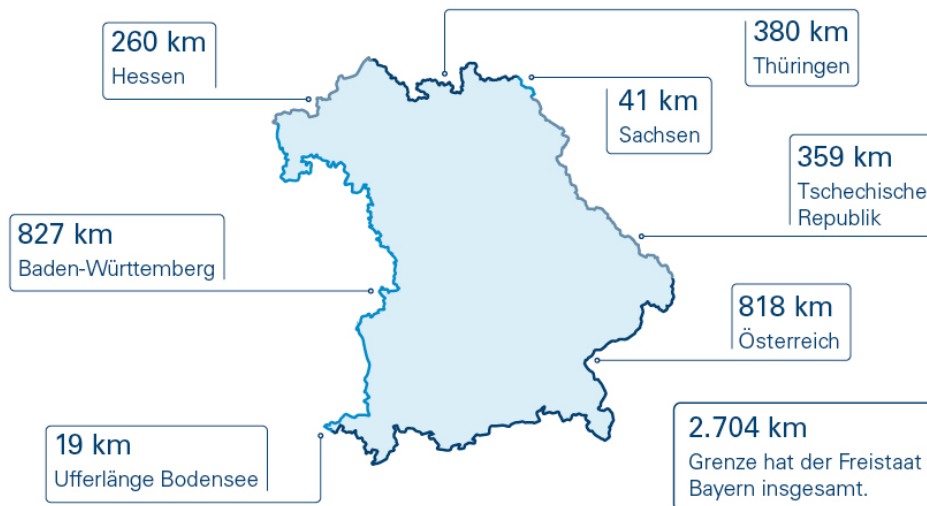 260 km
Hessen
380 km
Thüringen
41 km
Sachsen
359 km
Tschechische
Republik
827 km
Baden-Württemberg
818 km
Österreich
19 km
Ufferlänge Bodensee
2.704 km
Grenze hat der Freistaat
Bayern insgesamt.